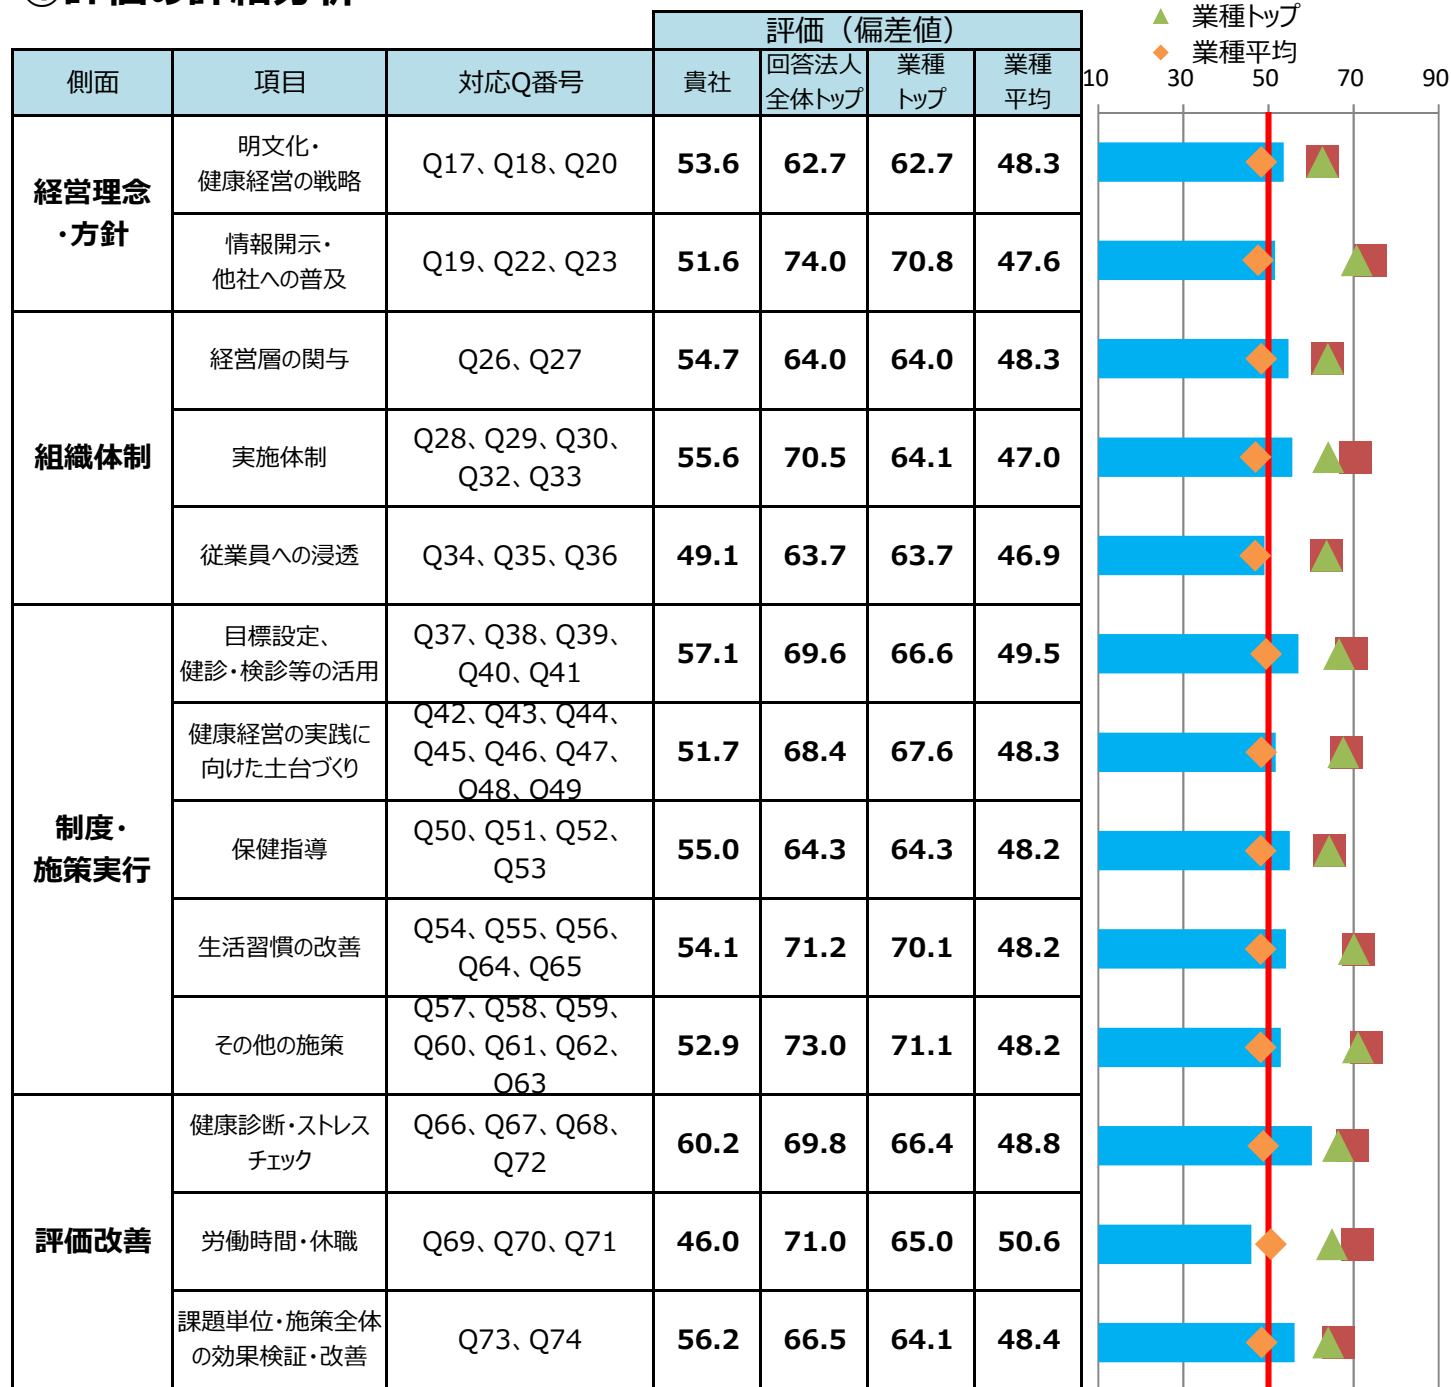 ▲ 業種トップ
◆ 業種平均
評価（偏差値）
側面 項目 対応Q番号 貴社 回答法人 業種 業種
全体トップ トップ 平均
10 30 50 70 90
経営理念
・方針
明文化・
健康経営の戦略
Q17、Q18、Q20 53.6 62.7 62.7 48.3
情報開示・
他社への普及
Q19、Q22、Q23 51.6 74.0 70.8 47.6
組織体制
経営層の関与 Q26、Q27 54.7 64.0 64.0 48.3
実施体制
Q28、Q29、Q30、
Q32、Q33
55.6 70.5 64.1 47.0
従業員への浸透 Q34、Q35、Q36 49.1 63.7 63.7 46.9
制度・
施策実行
目標設定、
健診・検診等の活用
Q37、Q38、Q39、
Q40、Q41
57.1 69.6 66.6 49.5
健康経営の実践に
向けた土台づくり
Q42、Q43、Q44、
Q45、Q46、Q47、
Q48、Q49
51.7 68.4 67.6 48.3
保健指導
Q50、Q51、Q52、
Q53
55.0 64.3 64.3 48.2
生活習慣の改善
Q54、Q55、Q56、
Q64、Q65
54.1 71.2 70.1 48.2
その他の施策
Q57、Q58、Q59、
Q60、Q61、Q62、
Q63
52.9 73.0 71.1 48.2
評価改善
健康診断・ストレス
チェック
Q66、Q67、Q68、
Q72
60.2 69.8 66.4 48.8
労働時間・休職 Q69、Q70、Q71 46.0 71.0 65.0 50.6
課題単位・施策全体
の効果検証・改善
Q73、Q74 56.2 66.5 64.1 48.4